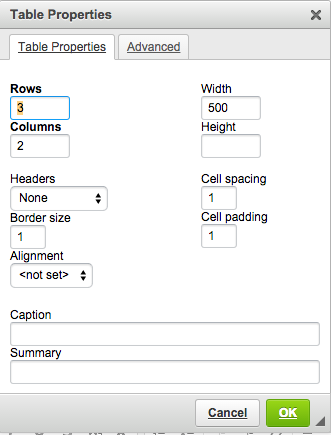 Table Properties
Table Properties Advanced
Rows Width
3 500
Columns Height
2
Headers Cell spacing
None 1
Border size Cell padding
1 1
Alignment
<not set>
Caption
Summary
Cancel OK